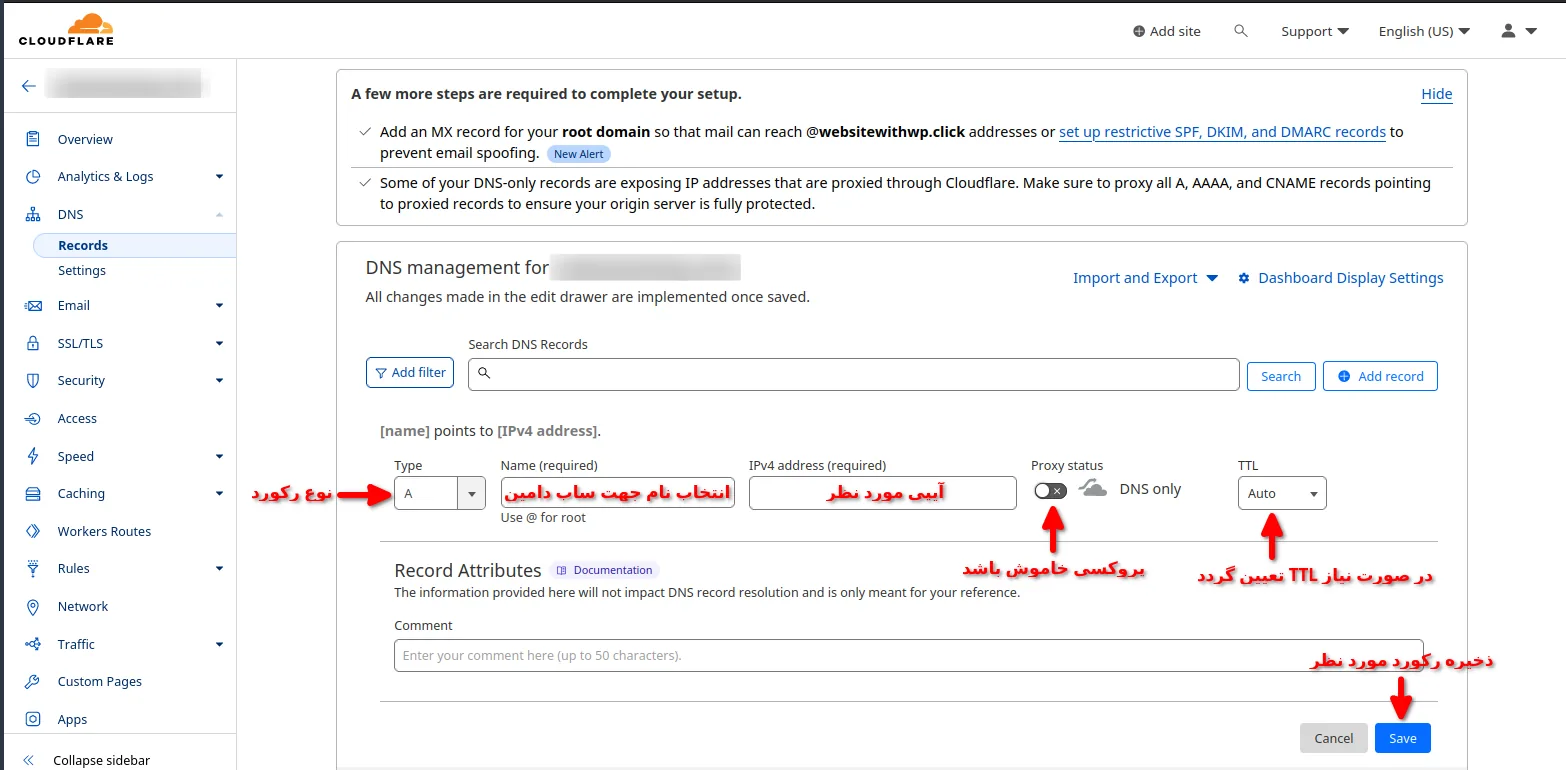 CLOUDFLARE
Add site
Support
English (US)
Overview
Analytics & Logs
DNS
Records
Settings
Email
SSL/TLS
Security
Access
Speed
Caching
Workers Routes
Rules
Network
Traffic
Custom Pages
Apps
Collapse sidebar
A few more steps are required to complete your setup.
Hide
Add an MX record for your root domain so that mail can reach @websitewithwp.click addresses or set up restrictive SPF, DKIM, and DMARC records to
prevent email spoofing. New Alert
Some of your DNS-only records are exposing IP addresses that are proxied through Cloudflare. Make sure to proxy all A, AAAA, and CNAME records pointing
to proxied records to ensure your origin server is fully protected.
DNS management for
Import and Export
Dashboard Display Settings
All changes made in the edit drawer are implemented once saved.
Search DNS Records
Add filter
Search
Add record
[name] points to [IPv4 address].
Type
Name (required)
IPv4 address (required)
Proxy status
TTL
نوع رکورد
A
انتخاب نام جهت ساب دامین
آیپی مورد نظر
DNS only
Auto
Use @ for root
پروکسی خاموش باشد
در صورت نیاز TTL تعیین گردد
Record Attributes
Documentation
The information provided here will not impact DNS record resolution and is only meant for your reference.
Comment
Enter your comment here (up to 50 characters).
ذخیره رکورد مورد نظر
Cancel
Save